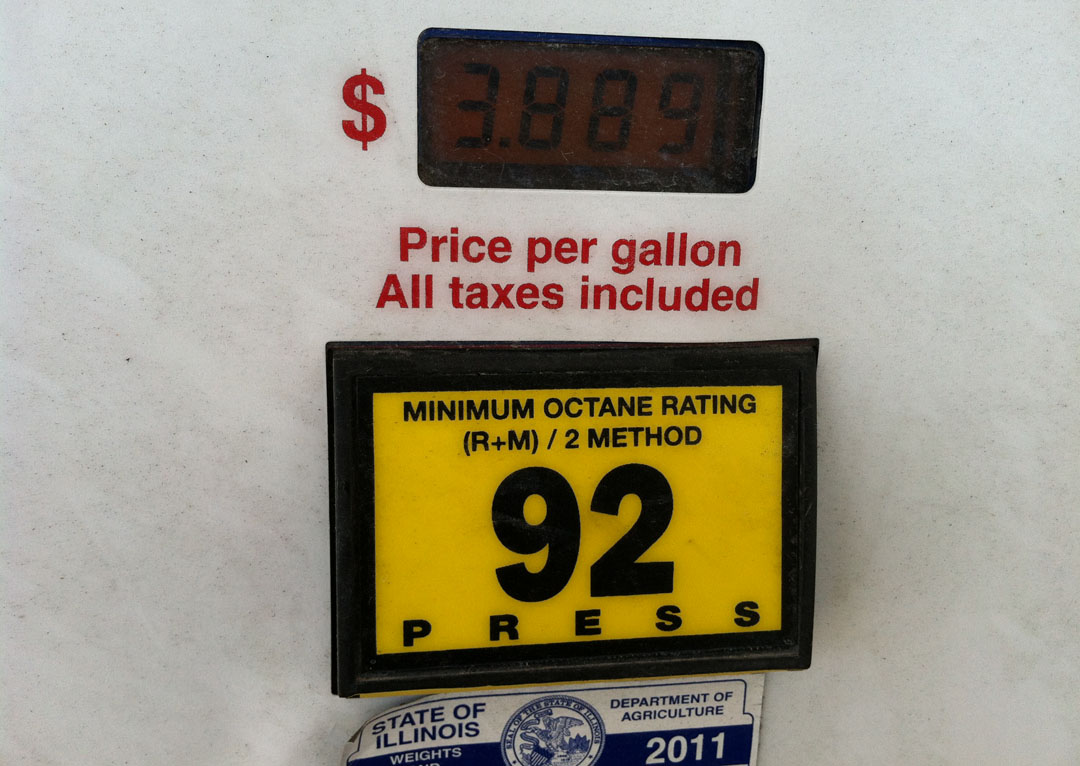 $ 3.889
Price per gallon
All taxes included
MINIMUM OCTANE RATING
(R+M) / 2 METHOD
92
PRESS
STATE OF
ILLINOIS
WEIGHTS
DEPARTMENT OF
AGRICULTURE
2011